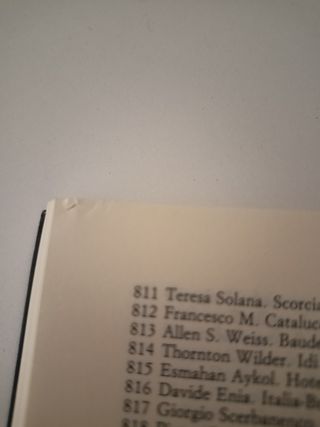 811 Teresa Solana. Scorcia
812 Francesco M. Cataluc
813 Allen S. Weiss. Baude
814 Thornton Wilder. Idi
815 Esmahan Aykol. Hote
816 Davide Enia. Italia-B
817 Giorgio Scerbanenco
818